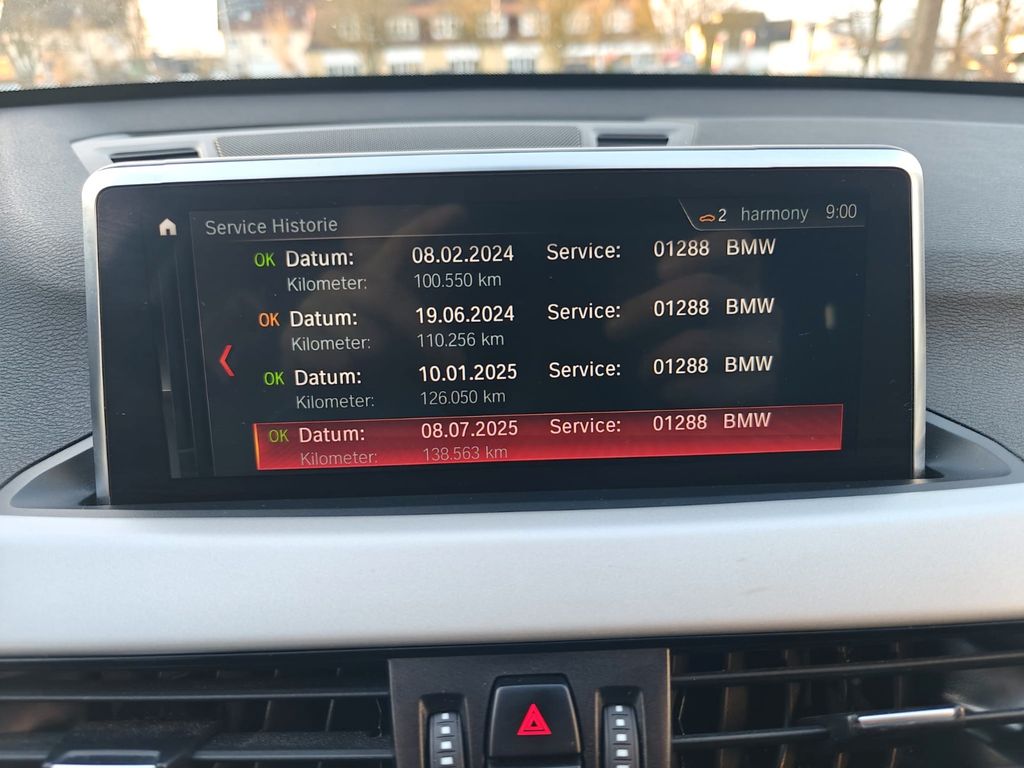 Service Historie 2 harmony 9:00
OK Datum: 08.02.2024 Service: 01288 BMW
Kilometer: 100.550 km
OK Datum: 19.06.2024 Service: 01288 BMW
Kilometer: 110.256 km
OK Datum: 10.01.2025 Service: 01288 BMW
Kilometer: 126.050 km
OK Datum: 08.07.2025 Service: 01288 BMW
Kilometer: 138.563 km